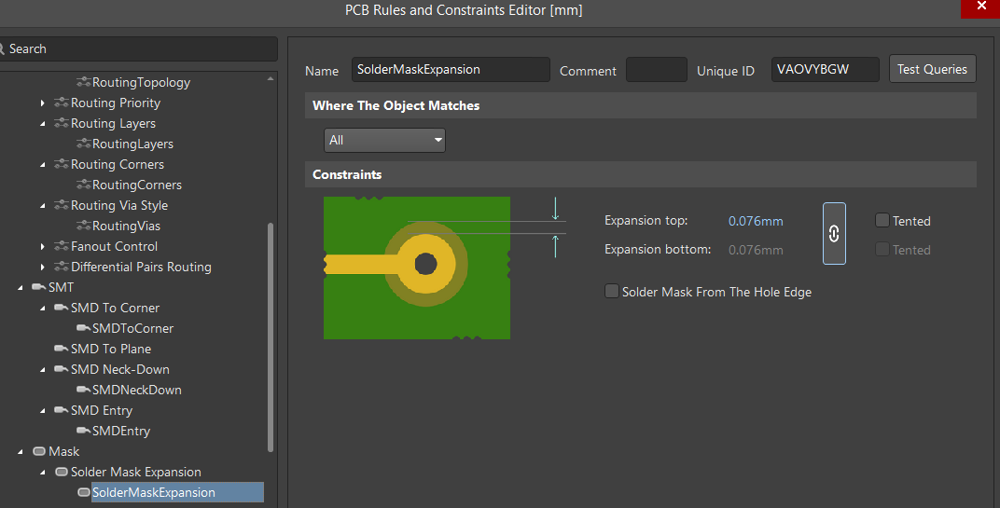 PCB Rules and Constraints Editor [mm]
Search
RoutingTopology
Routing Priority
Routing Layers
RoutingLayers
Routing Corners
RoutingCorners
Routing Via Style
RoutingVias
Fanout Control
Differential Pairs Routing
SMT
SMD To Corner
SMDToCorner
SMD To Plane
SMD Neck-Down
SMDNeckDown
SMD Entry
SMDEntry
Mask
Solder Mask Expansion
SolderMaskExpansion
Name SolderMaskExpansion Comment Unique ID VAOVYBGW Test Queries
Where The Object Matches
All
Constraints
Expansion top: 0.076mm Tented
Expansion bottom: 0.076mm Tented
Solder Mask From The Hole Edge